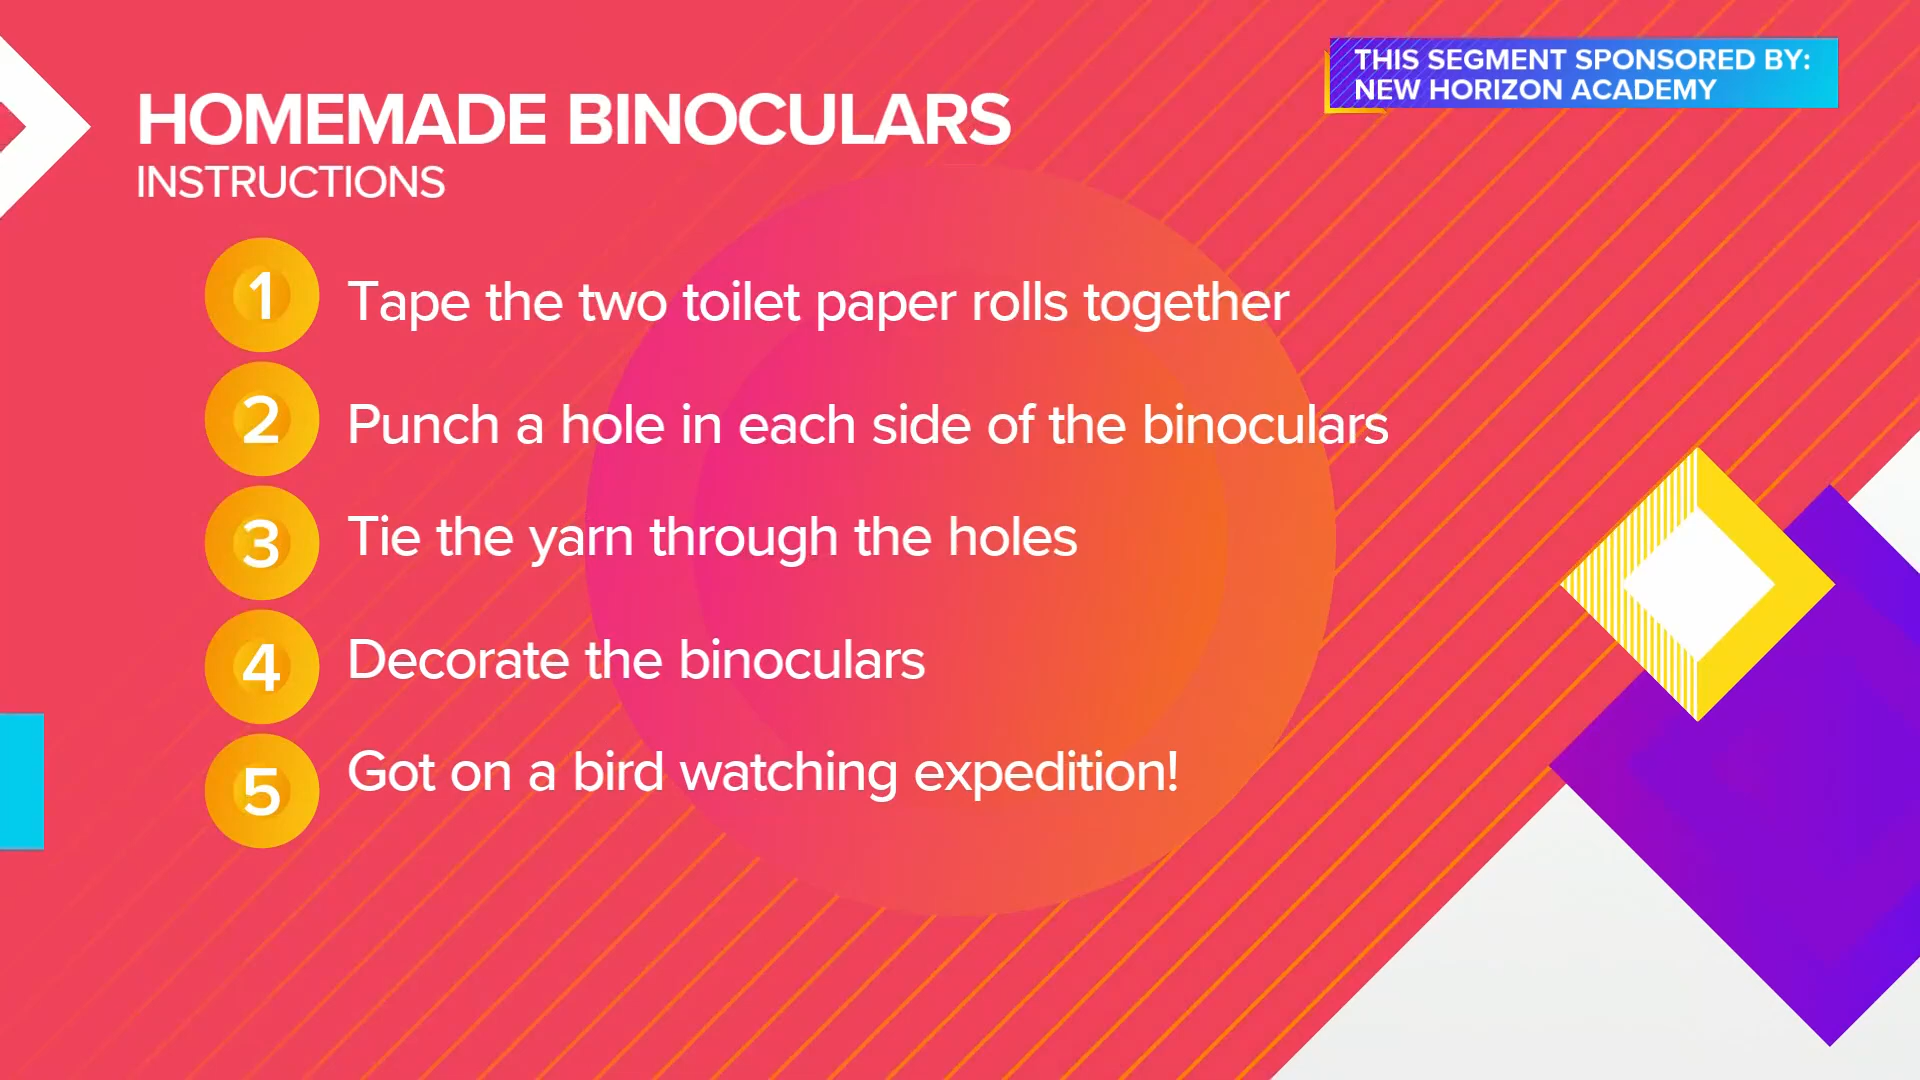 THIS SEGMENT SPONSORED BY:
NEW HORIZON ACADEMY
HOMEMADE BINOCULARS
INSTRUCTIONS
1 Tape the two toilet paper rolls together
2 Punch a hole in each side of the binoculars
3 Tie the yarn through the holes
4 Decorate the binoculars
5 Got on a bird watching expedition!